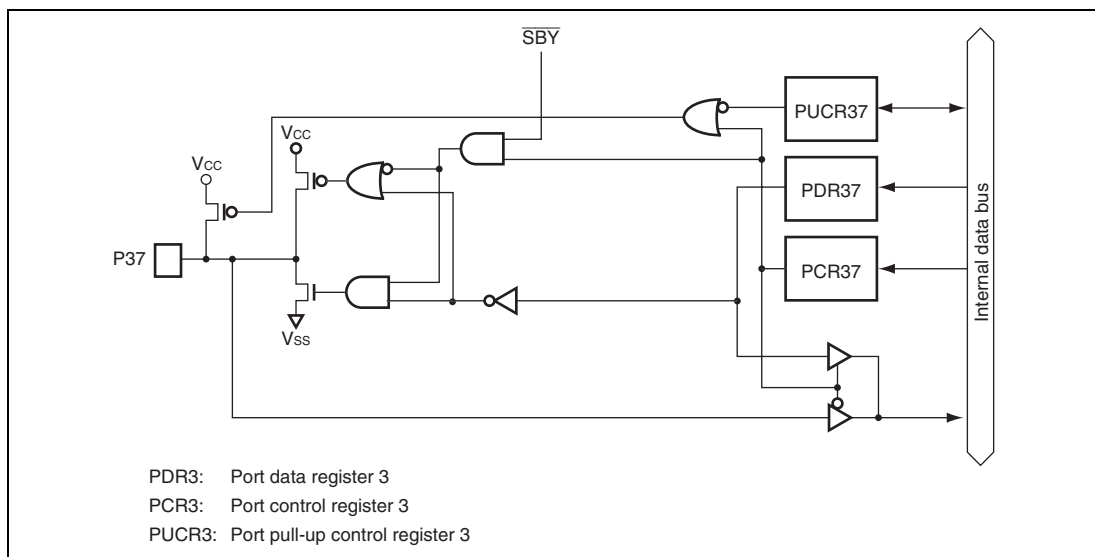 SBY
PUCR37
VCC
VCC
PDR37
P37
PCR37
Internal data bus
VSS
PDR3: Port data register 3
PCR3: Port control register 3
PUCR3: Port pull-up control register 3